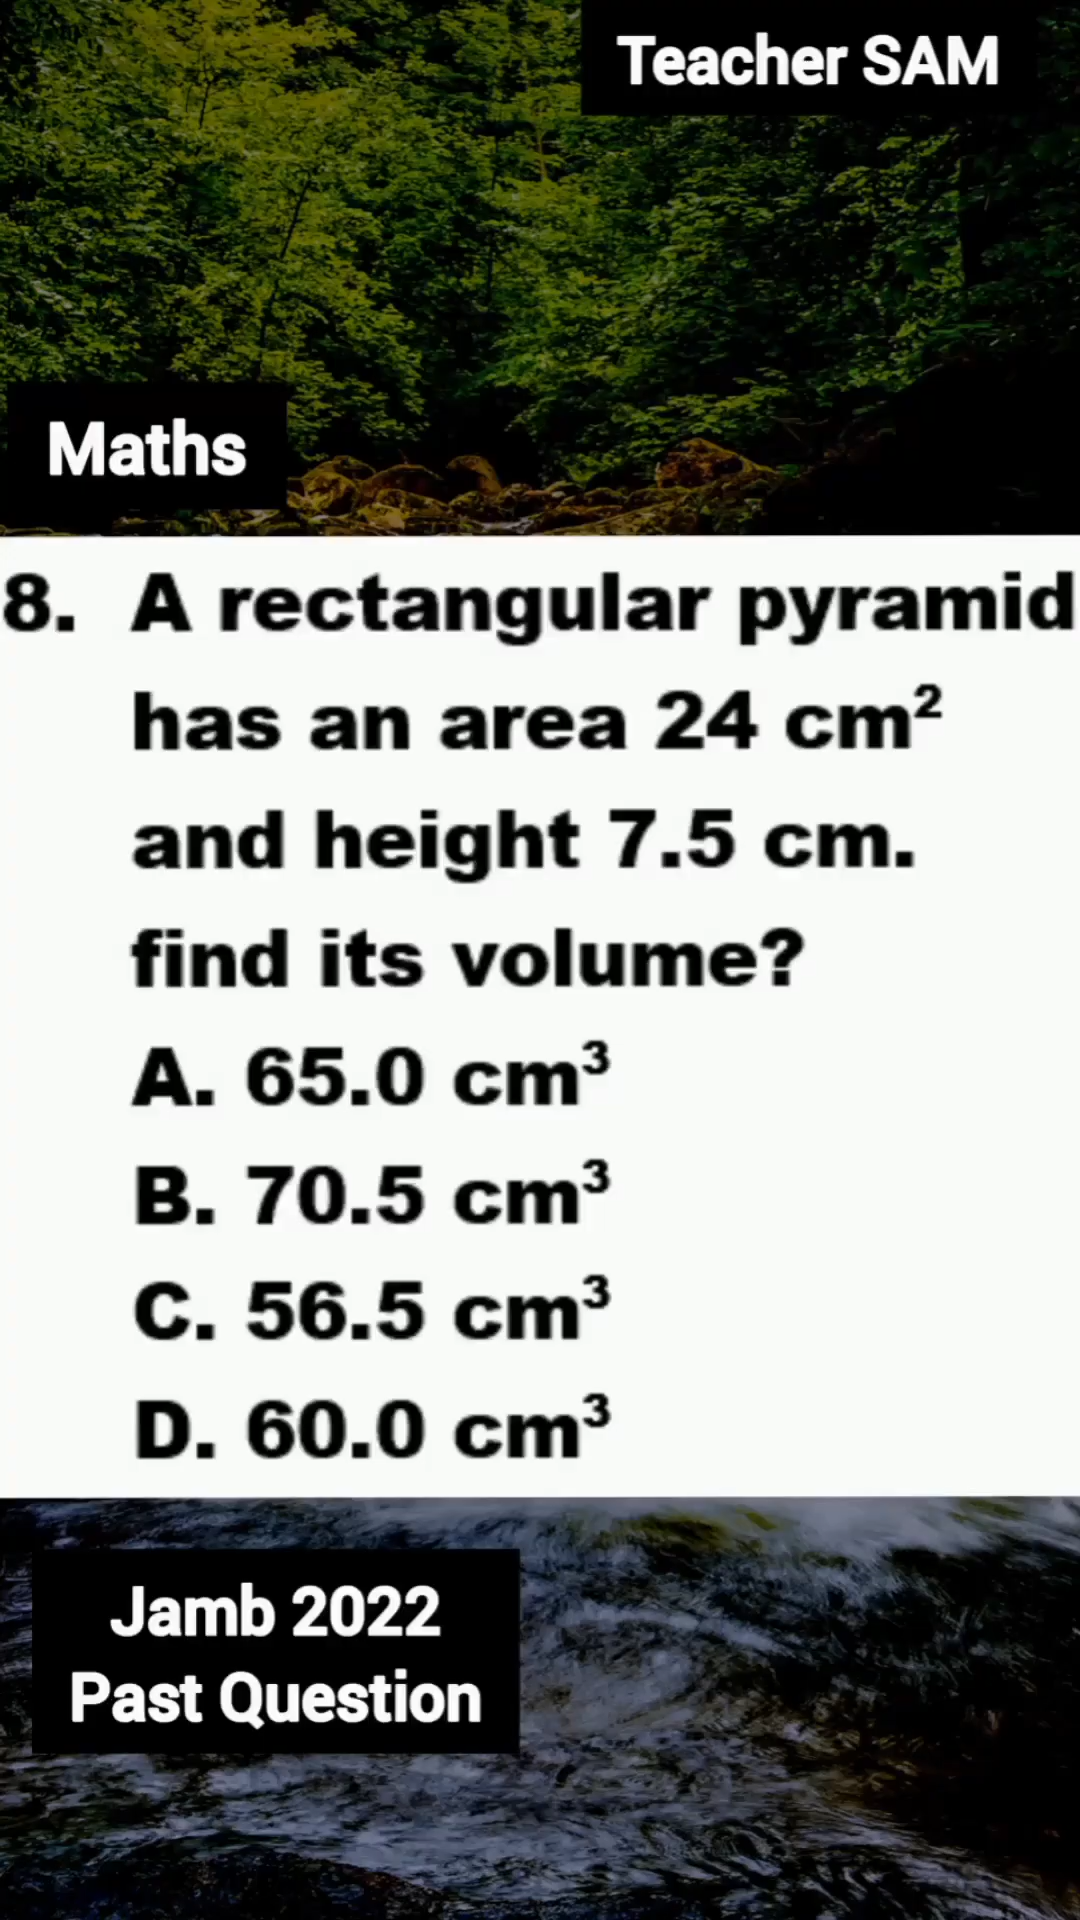 Teacher SAM
Maths
8. A rectangular pyramid
has an area 24 cm²
and height 7.5 cm.
find its volume?
A. 65.0 cm³
B. 70.5 cm³
C. 56.5 cm³
D. 60.0 cm³
Jamb 2022
Past Question